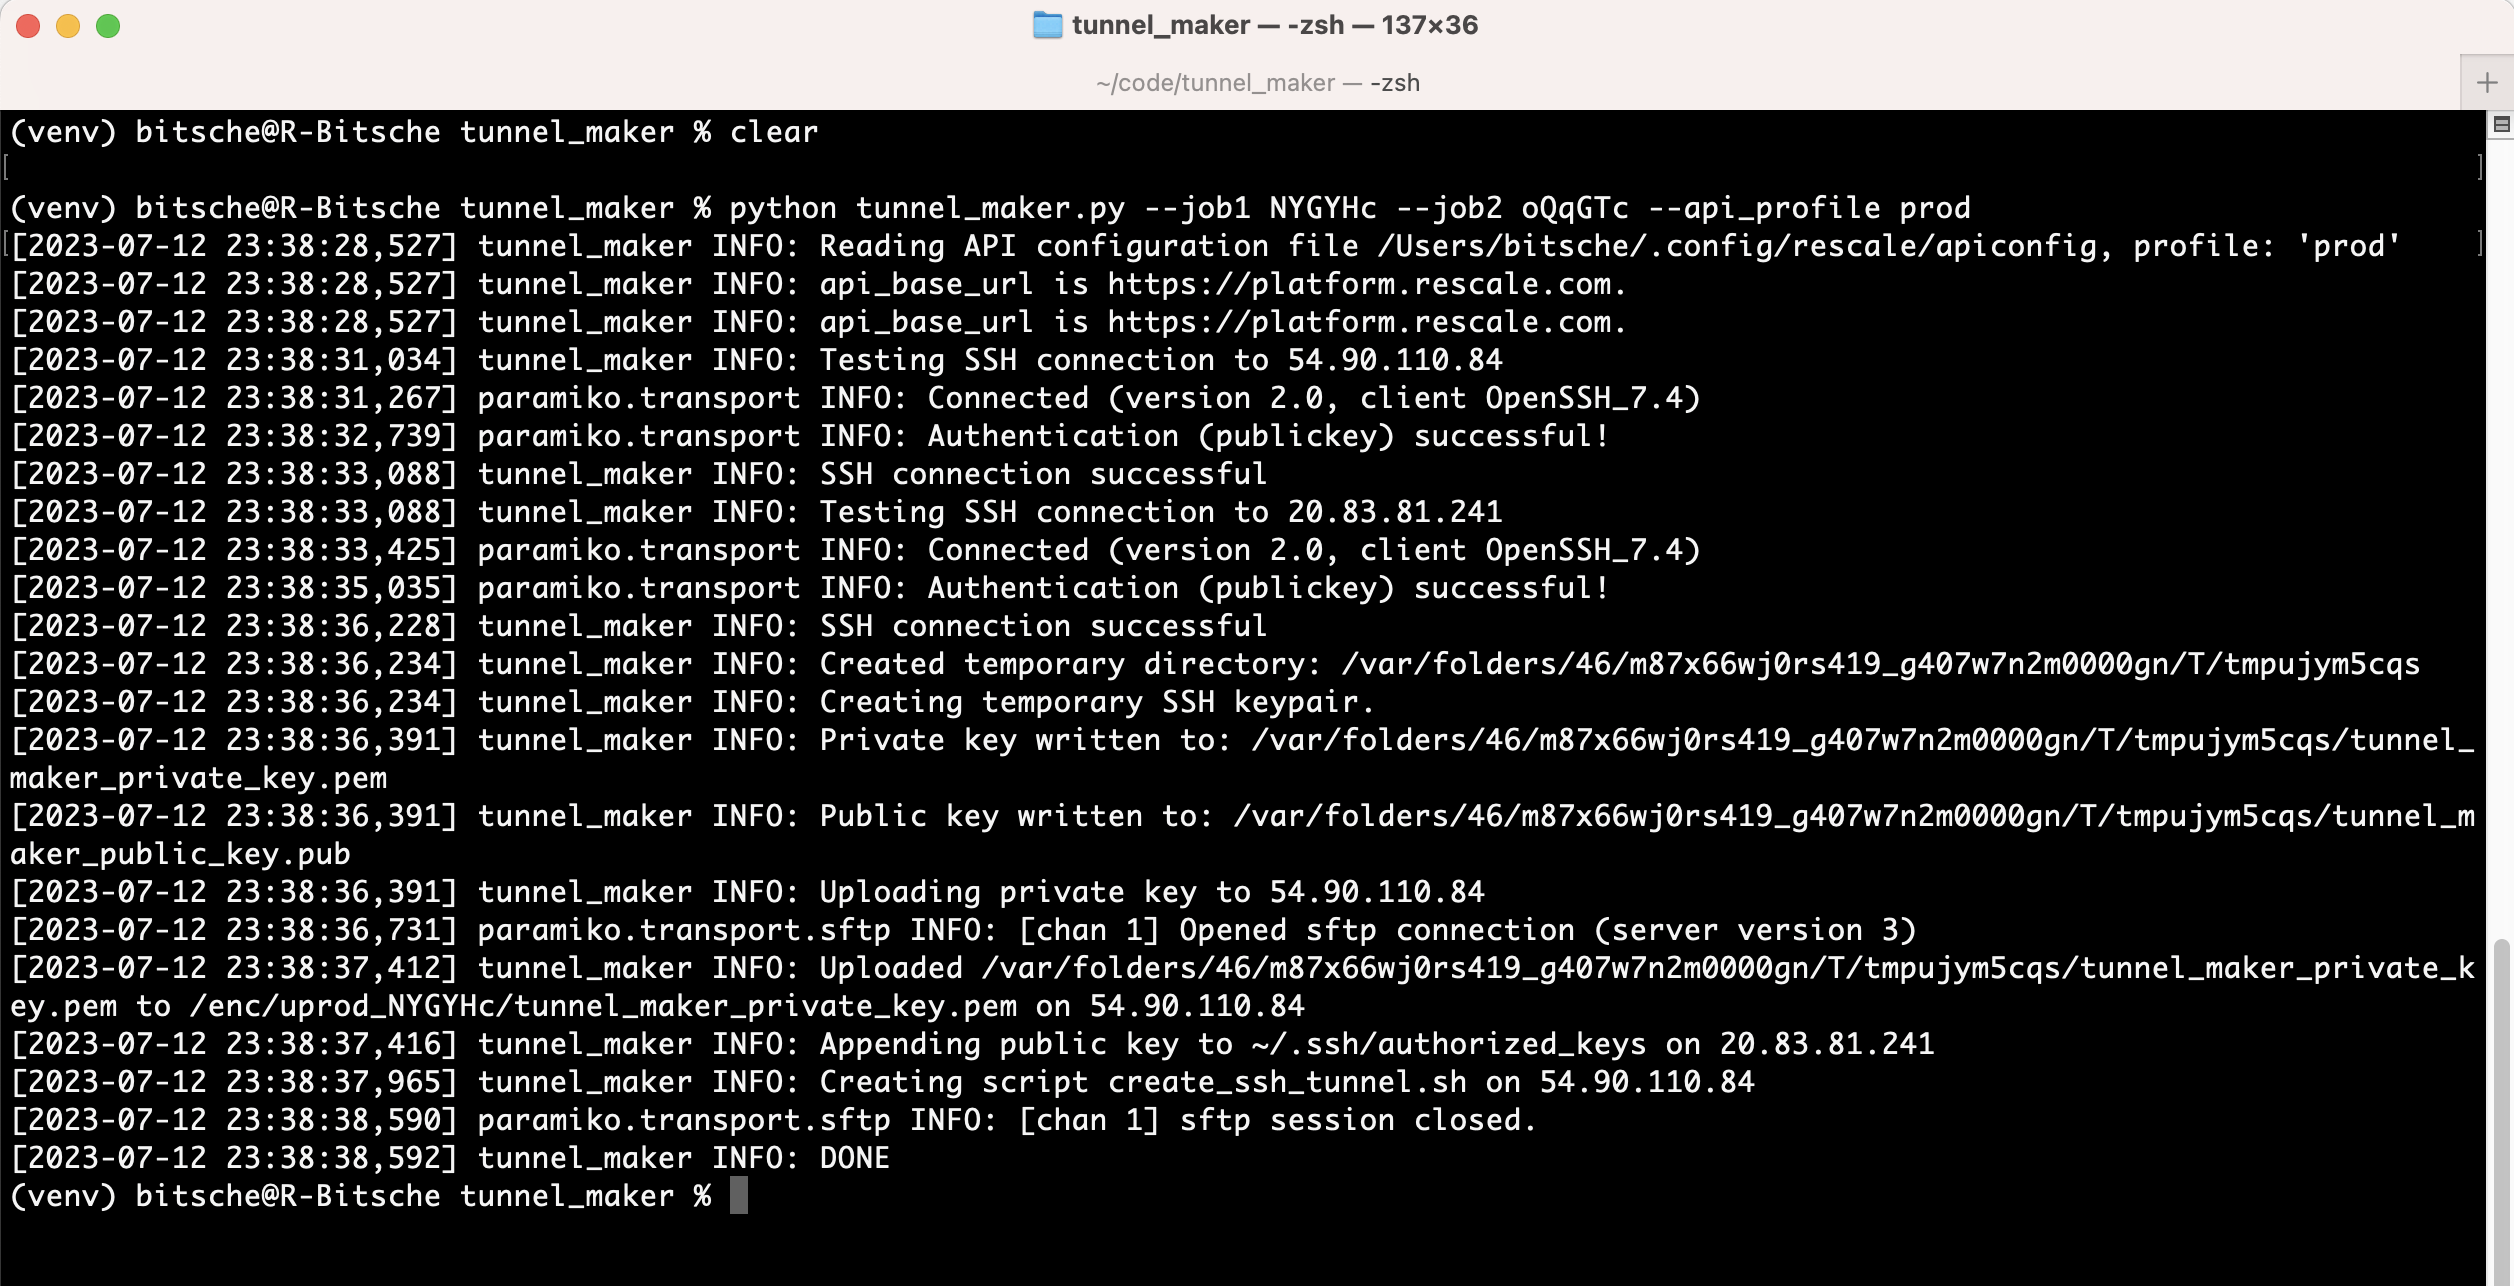 tunnel_maker — -zsh — 137×36
~/code/tunnel_maker — -zsh
(venv) bitsche@R-Bitsche tunnel_maker % clear
(venv) bitsche@R-Bitsche tunnel_maker % python tunnel_maker.py --job1 NYGYHc --job2 oQqGTc --api_profile prod
[2023-07-12 23:38:28,527] tunnel_maker INFO: Reading API configuration file /Users/bitsche/.config/rescale/apiconfig, profile: 'prod'
[2023-07-12 23:38:28,527] tunnel_maker INFO: api_base_url is https://platform.rescale.com.
[2023-07-12 23:38:28,527] tunnel_maker INFO: api_base_url is https://platform.rescale.com.
[2023-07-12 23:38:31,034] tunnel_maker INFO: Testing SSH connection to 54.90.110.84
[2023-07-12 23:38:31,267] paramiko.transport INFO: Connected (version 2.0, client OpenSSH_7.4)
[2023-07-12 23:38:32,739] paramiko.transport INFO: Authentication (publickey) successful!
[2023-07-12 23:38:33,088] tunnel_maker INFO: SSH connection successful
[2023-07-12 23:38:33,088] tunnel_maker INFO: Testing SSH connection to 20.83.81.241
[2023-07-12 23:38:33,425] paramiko.transport INFO: Connected (version 2.0, client OpenSSH_7.4)
[2023-07-12 23:38:35,035] paramiko.transport INFO: Authentication (publickey) successful!
[2023-07-12 23:38:36,228] tunnel_maker INFO: SSH connection successful
[2023-07-12 23:38:36,234] tunnel_maker INFO: Created temporary directory: /var/folders/46/m87x66wj0rs419_g407w7n2m0000gn/T/tmpujym5cqs
[2023-07-12 23:38:36,234] tunnel_maker INFO: Creating temporary SSH keypair.
[2023-07-12 23:38:36,391] tunnel_maker INFO: Private key written to: /var/folders/46/m87x66wj0rs419_g407w7n2m0000gn/T/tmpujym5cqs/tunnel_
maker_private_key.pem
[2023-07-12 23:38:36,391] tunnel_maker INFO: Public key written to: /var/folders/46/m87x66wj0rs419_g407w7n2m0000gn/T/tmpujym5cqs/tunnel_m
aker_public_key.pub
[2023-07-12 23:38:36,391] tunnel_maker INFO: Uploading private key to 54.90.110.84
[2023-07-12 23:38:36,731] paramiko.transport.sftp INFO: [chan 1] Opened sftp connection (server version 3)
[2023-07-12 23:38:37,412] tunnel_maker INFO: Uploaded /var/folders/46/m87x66wj0rs419_g407w7n2m0000gn/T/tmpujym5cqs/tunnel_maker_private_k
ey.pem to /enc/uprod_NYGYHc/tunnel_maker_private_key.pem on 54.90.110.84
[2023-07-12 23:38:37,416] tunnel_maker INFO: Appending public key to ~/.ssh/authorized_keys on 20.83.81.241
[2023-07-12 23:38:37,965] tunnel_maker INFO: Creating script create_ssh_tunnel.sh on 54.90.110.84
[2023-07-12 23:38:38,590] paramiko.transport.sftp INFO: [chan 1] sftp session closed.
[2023-07-12 23:38:38,592] tunnel_maker INFO: DONE
(venv) bitsche@R-Bitsche tunnel_maker %